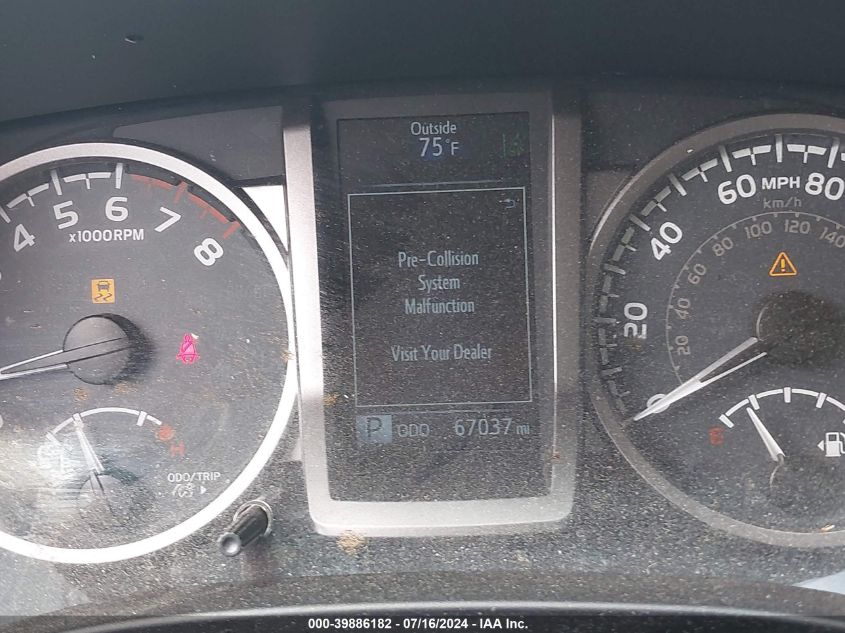 Outside
75°F
Pre-Collision
System
Malfunction
Visit Your Dealer
P ODO 67037 mi
4 5 6 7 8
x1000RPM
H
ODO/TRIP
0 20 40 60 MPH 80
km/h
20 40 60 80 100 120 140
E
000-39886182 / 07/16/2024 - IAA Inc.